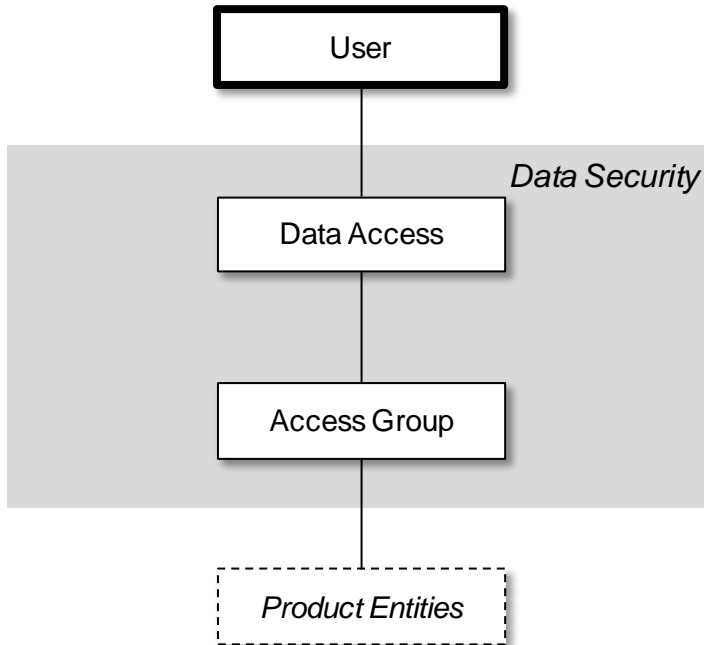 User
Data Security
Data Access
Access Group
Product Entities